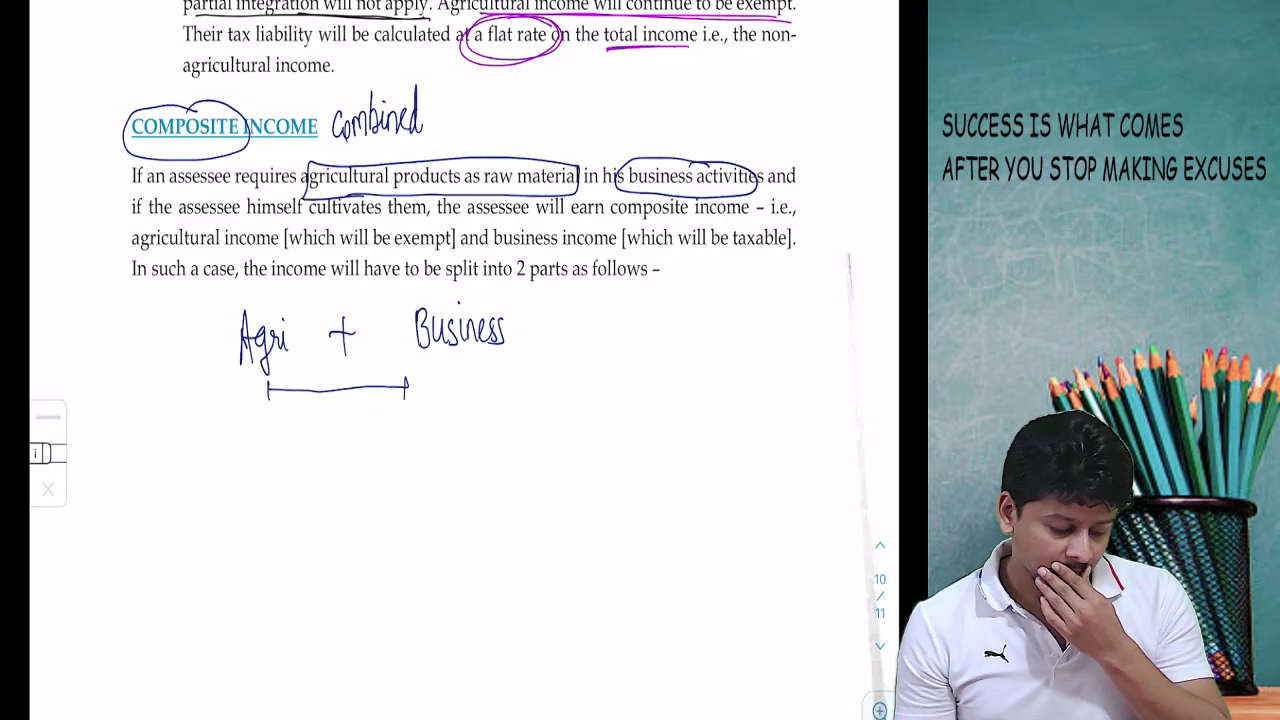 partial integration will not apply. Agricultural income will continue to be exempt.
Their tax liability will be calculated at a flat rate on the total income i.e., the non-
agricultural income.
COMPOSITE INCOME combined
If an assessee requires agricultural products as raw material in his business activities and
if the assessee himself cultivates them, the assessee will earn composite income – i.e.,
agricultural income [which will be exempt] and business income [which will be taxable].
In such a case, the income will have to be split into 2 parts as follows –
Agri + Business
i
10
/
11
SUCCESS IS WHAT COMES
AFTER YOU STOP MAKING EXCUSES